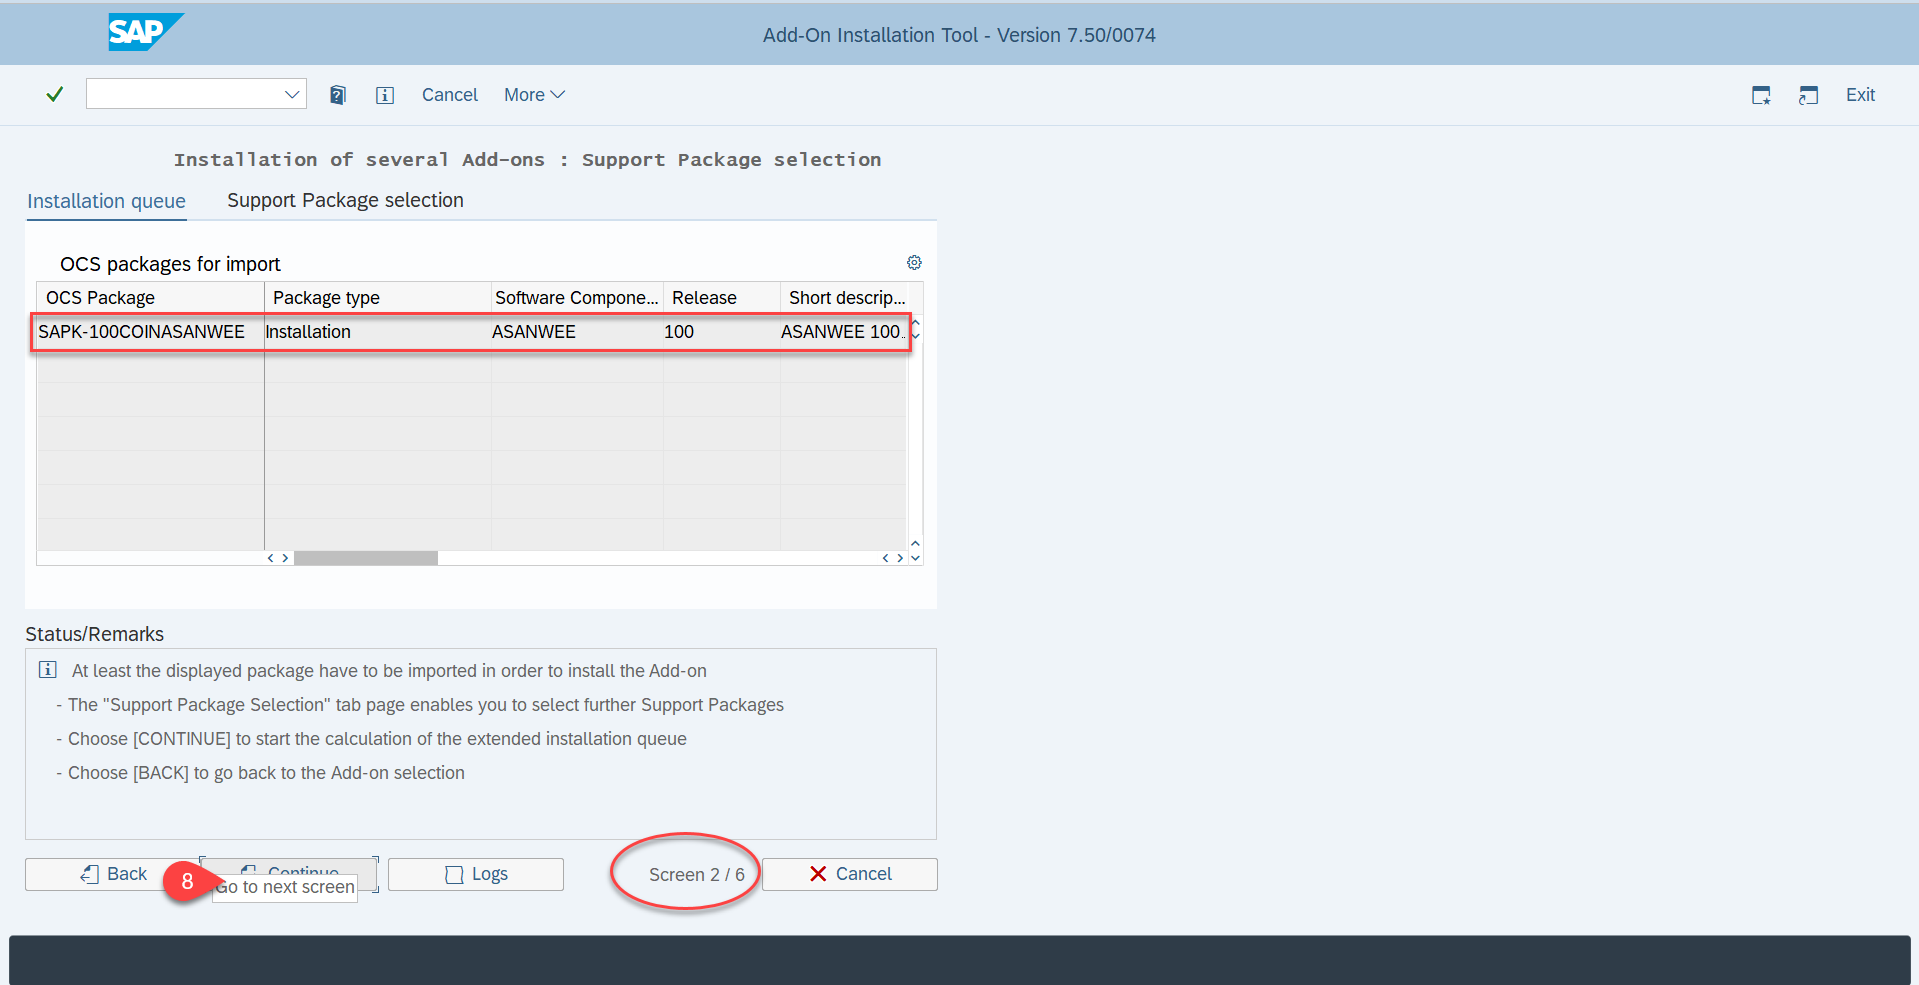 SAP
Add-On Installation Tool - Version 7.50/0074
Cancel More Exit
Installation of several Add-ons : Support Package selection
Installation queue Support Package selection
OCS packages for import
OCS Package Package type Software Compone... Release Short descrip...
SAPK-100COINASANWEE Installation ASANWEE 100 ASANWEE 100..
Status/Remarks
At least the displayed package have to be imported in order to install the Add-on
- The "Support Package Selection" tab page enables you to select further Support Packages
- Choose [CONTINUE] to start the calculation of the extended installation queue
- Choose [BACK] to go back to the Add-on selection
Back 8 Continue Logs Screen 2 / 6 Cancel
Go to next screen